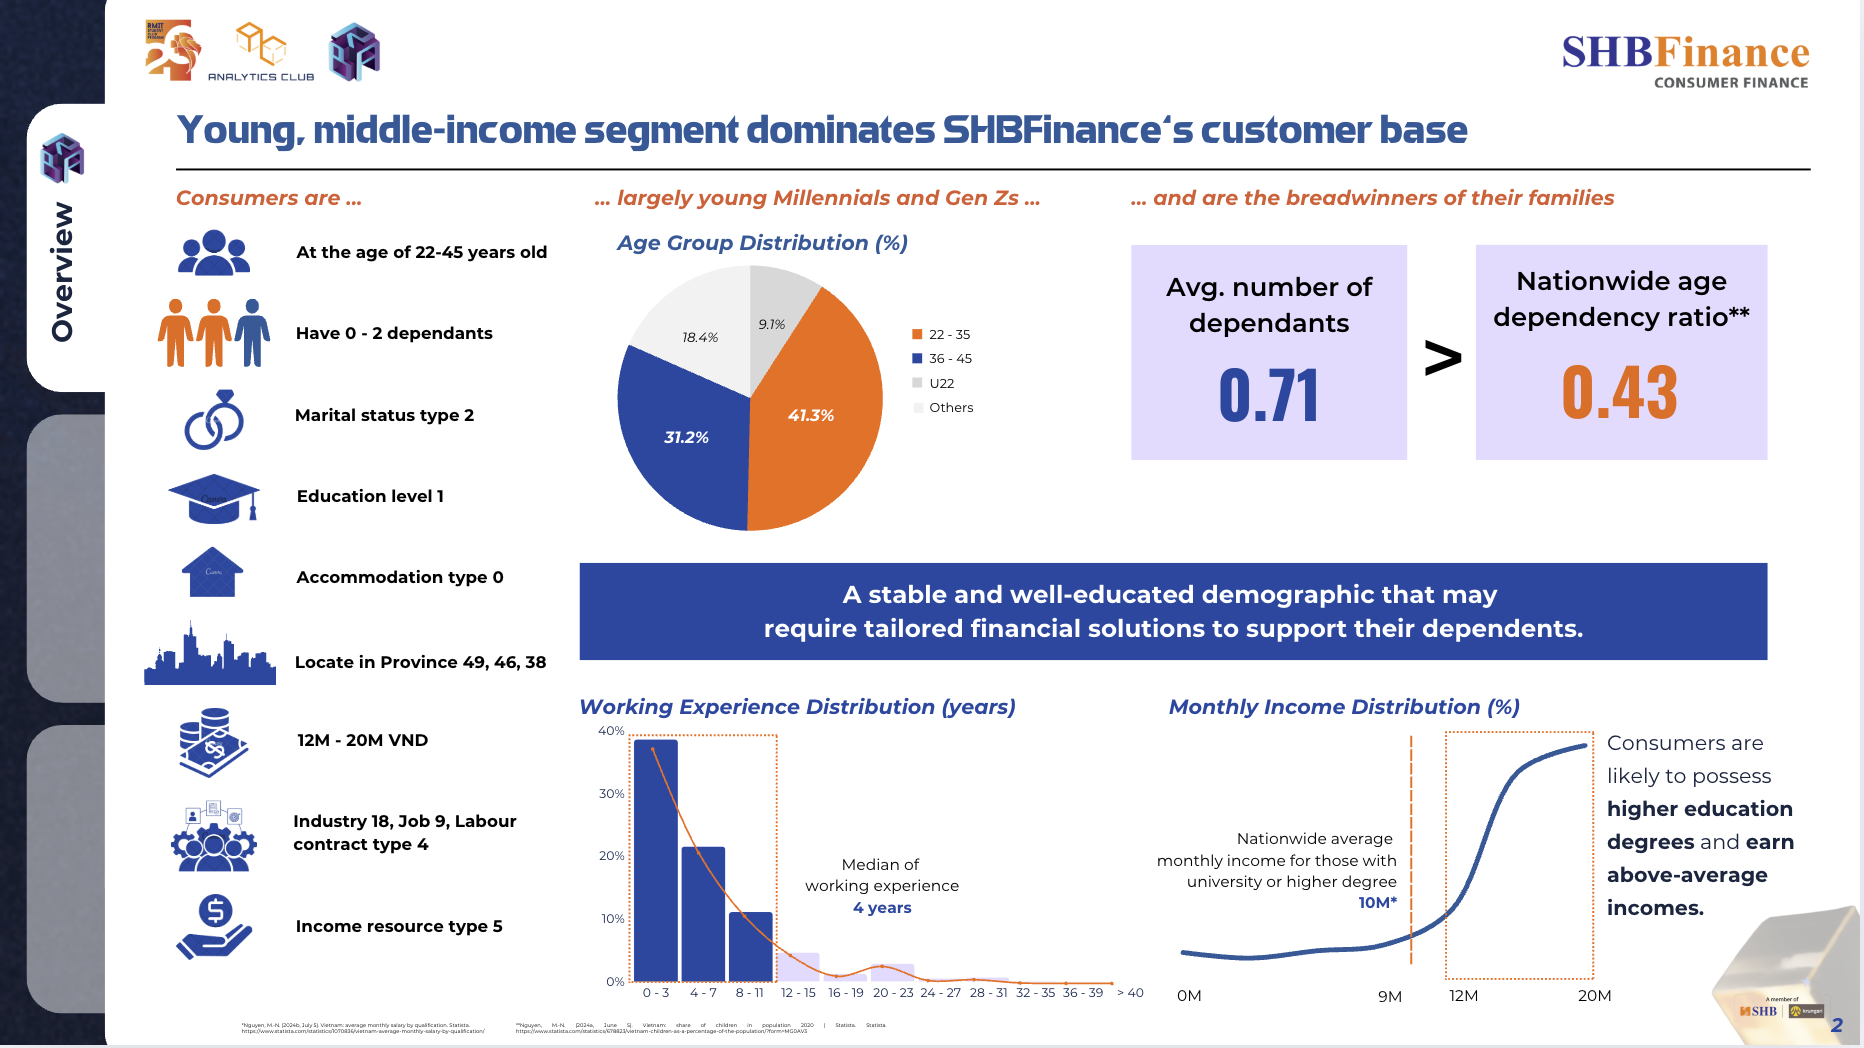 RMIT
ANALYTICS CLUB
SHBFinance
CONSUMER FINANCE
Overview
Young, middle-income segment dominates SHBFinance‘s customer base
Consumers are ...
At the age of 22-45 years old
Have 0 - 2 dependants
Marital status type 2
Education level 1
Accommodation type 0
Locate in Province 49, 46, 38
12M - 20M VND
Industry 18, Job 9, Labour
contract type 4
Income resource type 5
... largely young Millennials and Gen Zs ...
Age Group Distribution (%)
9.1%
18.4%
41.3%
31.2%
22 - 35
36 - 45
U22
Others
... and are the breadwinners of their families
Avg. number of
dependants
0.71
>
Nationwide age
dependency ratio**
0.43
A stable and well-educated demographic that may
require tailored financial solutions to support their dependents.
Working Experience Distribution (years)
40%
30%
20%
10%
0%
0 - 3 4 - 7 8 - 11 12 - 15 16 - 19 20 - 23 24 - 27 28 - 31 32 - 35 36 - 39 > 40
Median of
working experience
4 years
Monthly Income Distribution (%)
Nationwide average
monthly income for those with
university or higher degree
10M*
0M 9M 12M 20M
Consumers are
likely to possess
higher education
degrees and earn
above-average
incomes.
*Nguyen, M.-N. (2024b, July 5). Vietnam: average monthly salary by qualification. Statista.
https://www.statista.com/statistics/1070836/vietnam-average-monthly-salary-by-qualification/
**Nguyen, M.-N. (2024a, June 5). Vietnam: share of children in population 2020 | Statista. Statista.
https://www.statista.com/statistics/678823/vietnam-children-as-a-percentage-of-the-population/?form=MG0AV3
A member of
SHB
krungsri
2